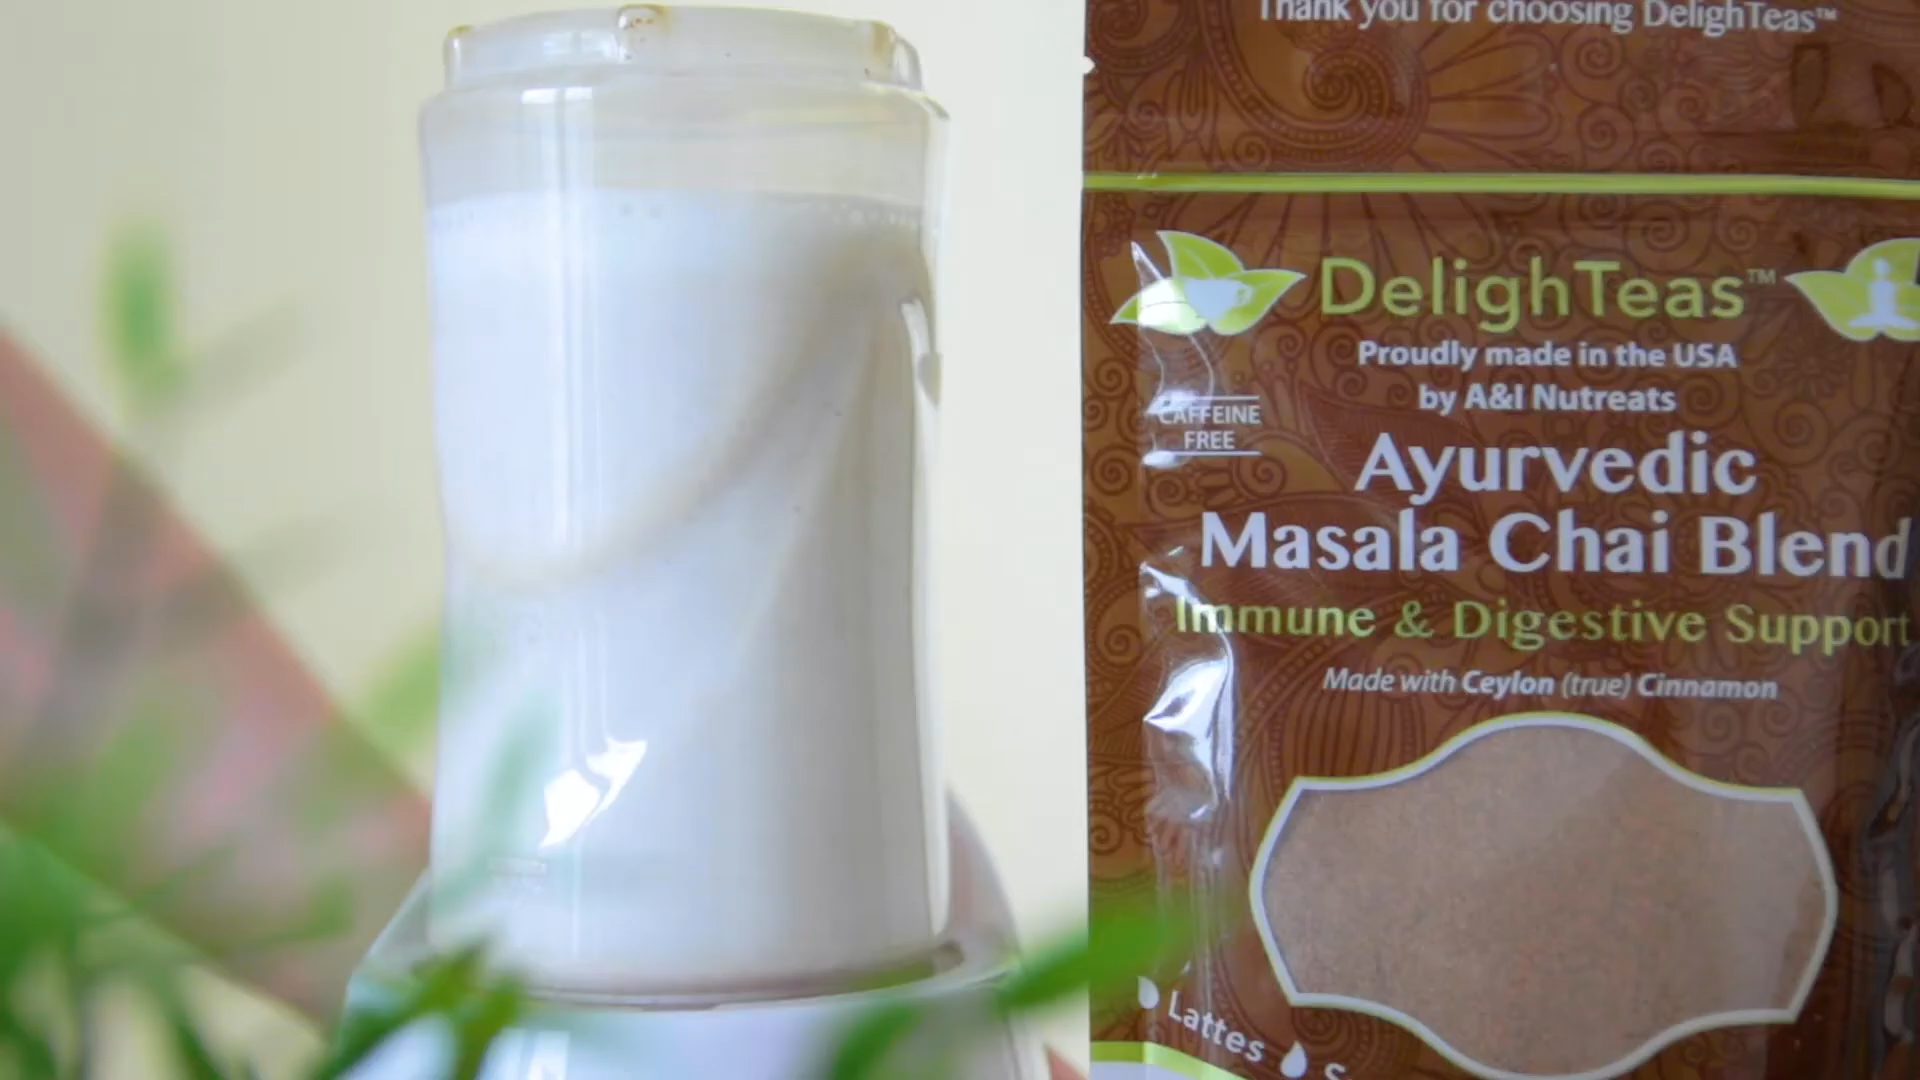 Thank you for choosing DelighTeas™
DelighTeas™
Proudly made in the USA
by A&I Nutreats
CAFFEINE
FREE
Ayurvedic
Masala Chai Blend
Immune & Digestive Support
Made with Ceylon (true) Cinnamon
Lattes